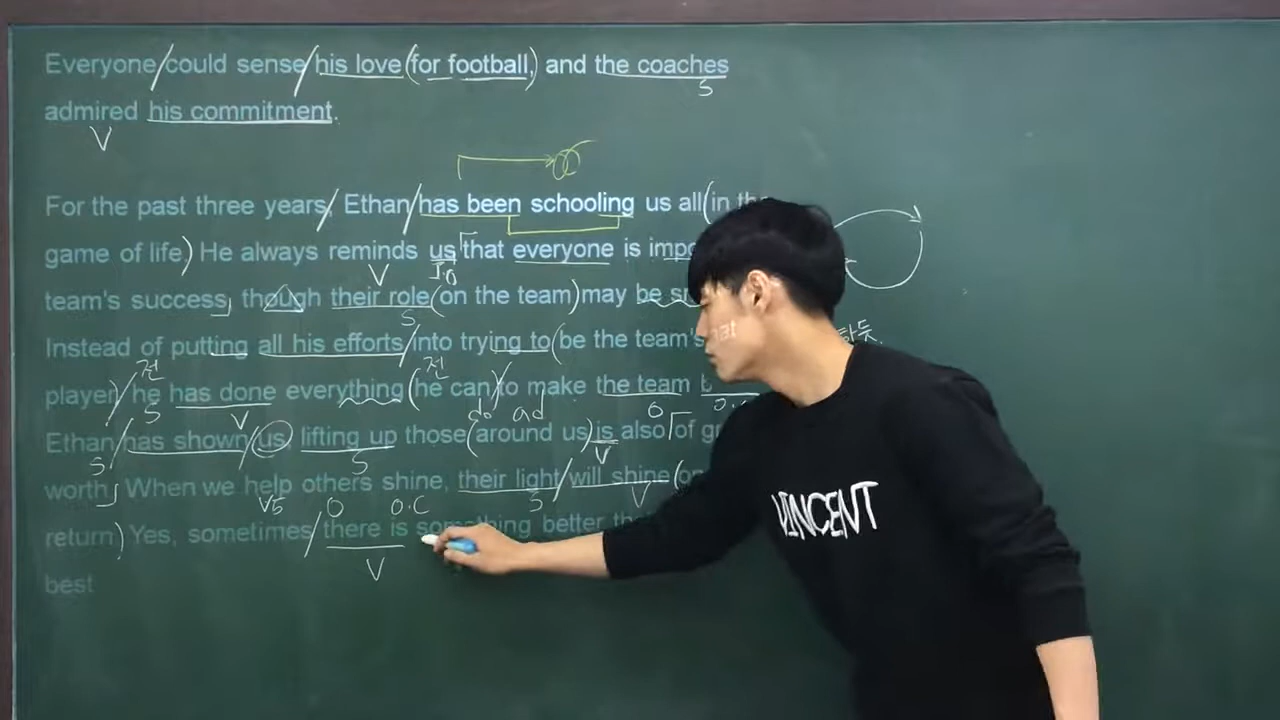 Everyone could sense his love (for football,) and the coaches
S
admired his commitment.
V
For the past three years, Ethan has been schooling us all (in the
game of life.) He always reminds us that everyone is impo
V I.O
team's success, though their role (on the team) may be s
S
Instead of putting all his efforts into trying to (be the team's
전 전
player, he has done everything (he can) to make the team b
S V do ad O O.C
Ethan has shown us lifting up those (around us) is also of g
S S V
worth. When we help others shine, their light will shine (on
V5 O O.C S V
return.) Yes, sometimes there is something better th
V
best
VINCENT